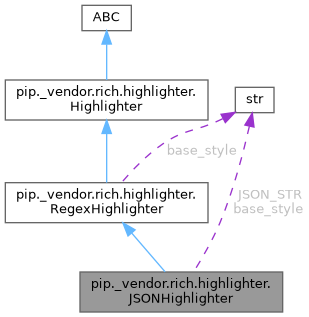 ABC
pip._vendor.rich.highlighter.
Highlighter
str
base_style
pip._vendor.rich.highlighter.
RegexHighlighter
JSON_STR
base_style
pip._vendor.rich.highlighter.
JSONHighlighter